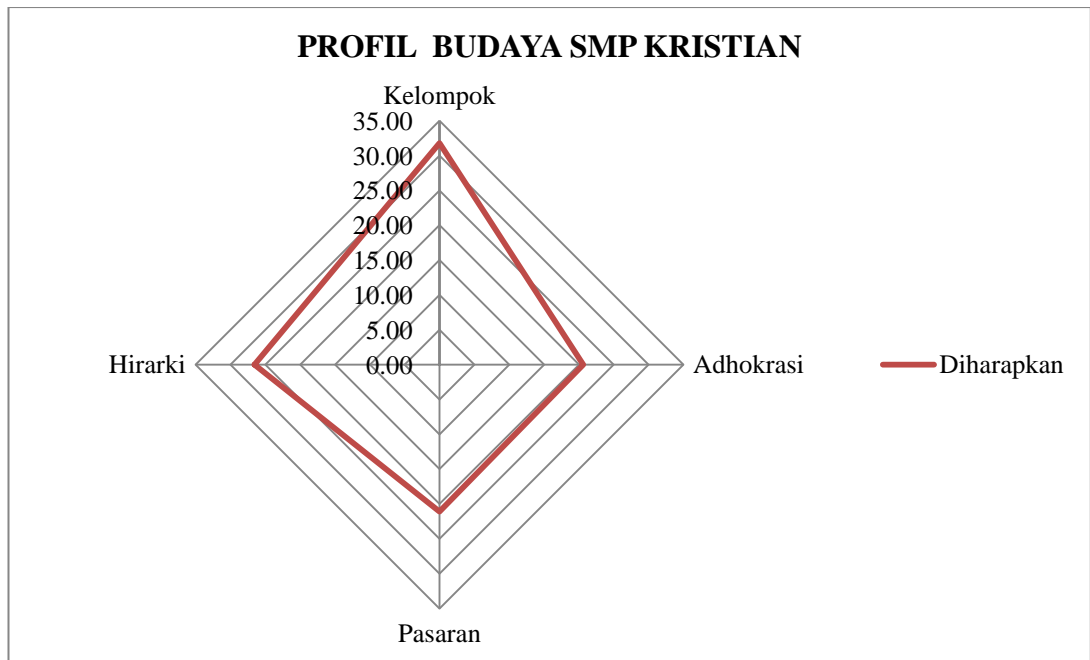 PROFIL BUDAYA SMP KRISTIAN
Kelompok
35.00
30.00
25.00
20.00
15.00
10.00
5.00
0.00
Hirarki
Adhokrasi
Diharapkan
Pasaran